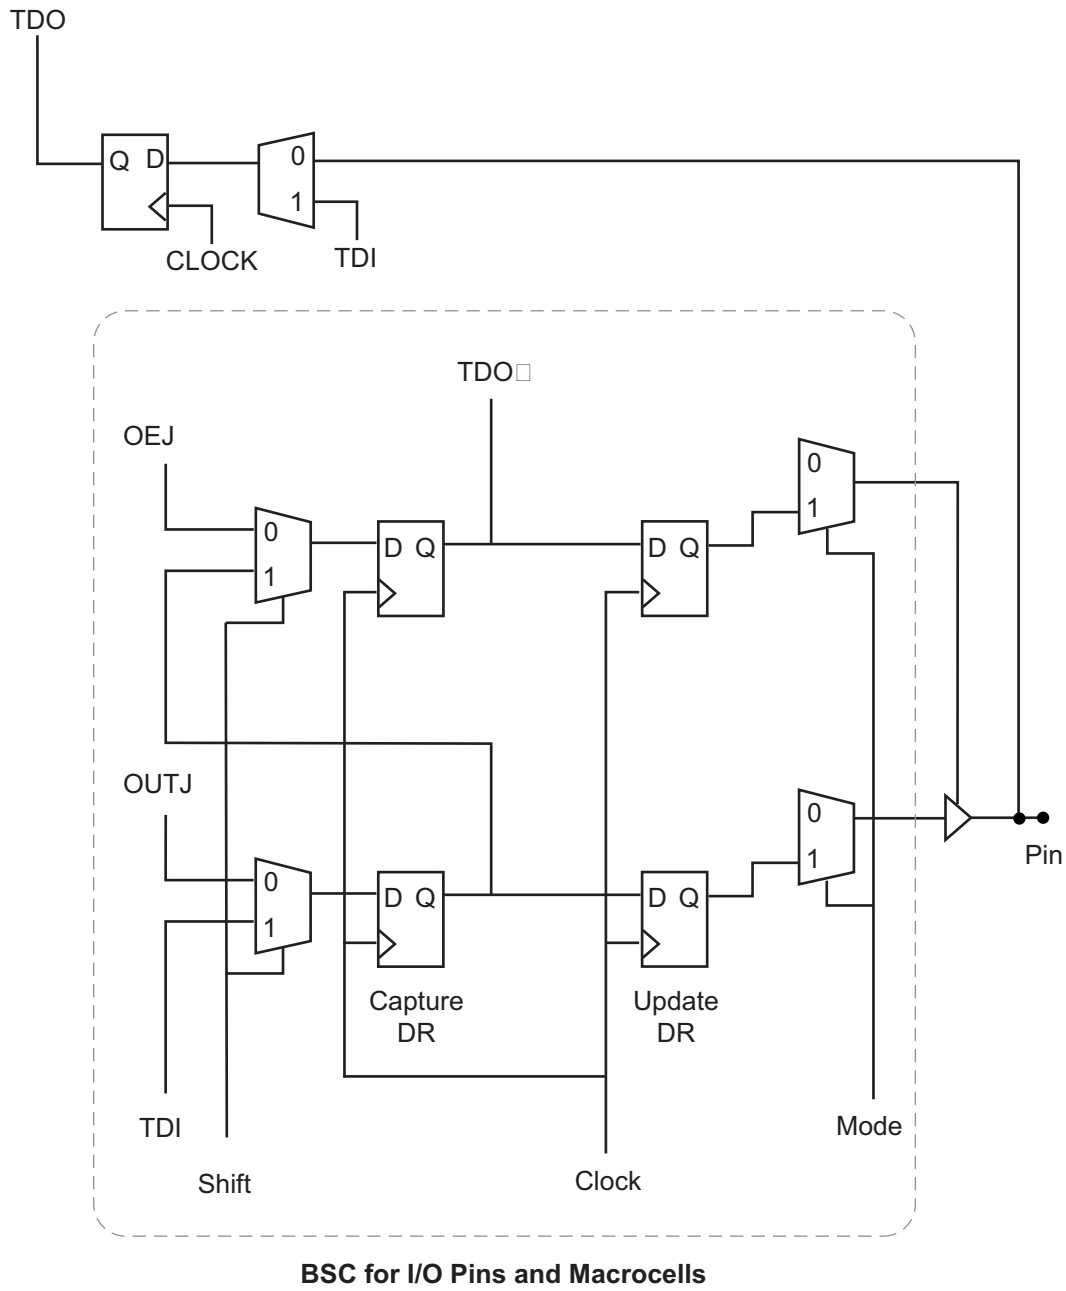 TDO
0
Q D
1
CLOCK
TDI
TDO□
OEJ
0
1
0
1
D Q
D Q
OUTJ
0
1
0
1
D Q
D Q
Pin
Capture
DR
Update
DR
TDI
Mode
Shift
Clock
BSC for I/O Pins and Macrocells